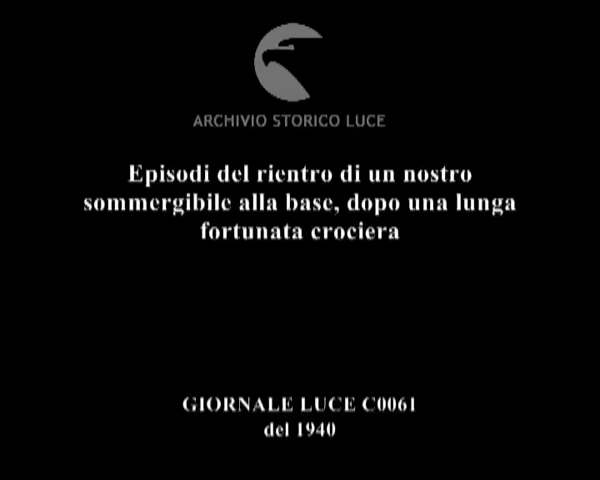 ARCHIVIO STORICO LUCE
Episodi del rientro di un nostro
sommergibile alla base, dopo una lunga
fortunata crociera
GIORNALE LUCE C0061
del 1940